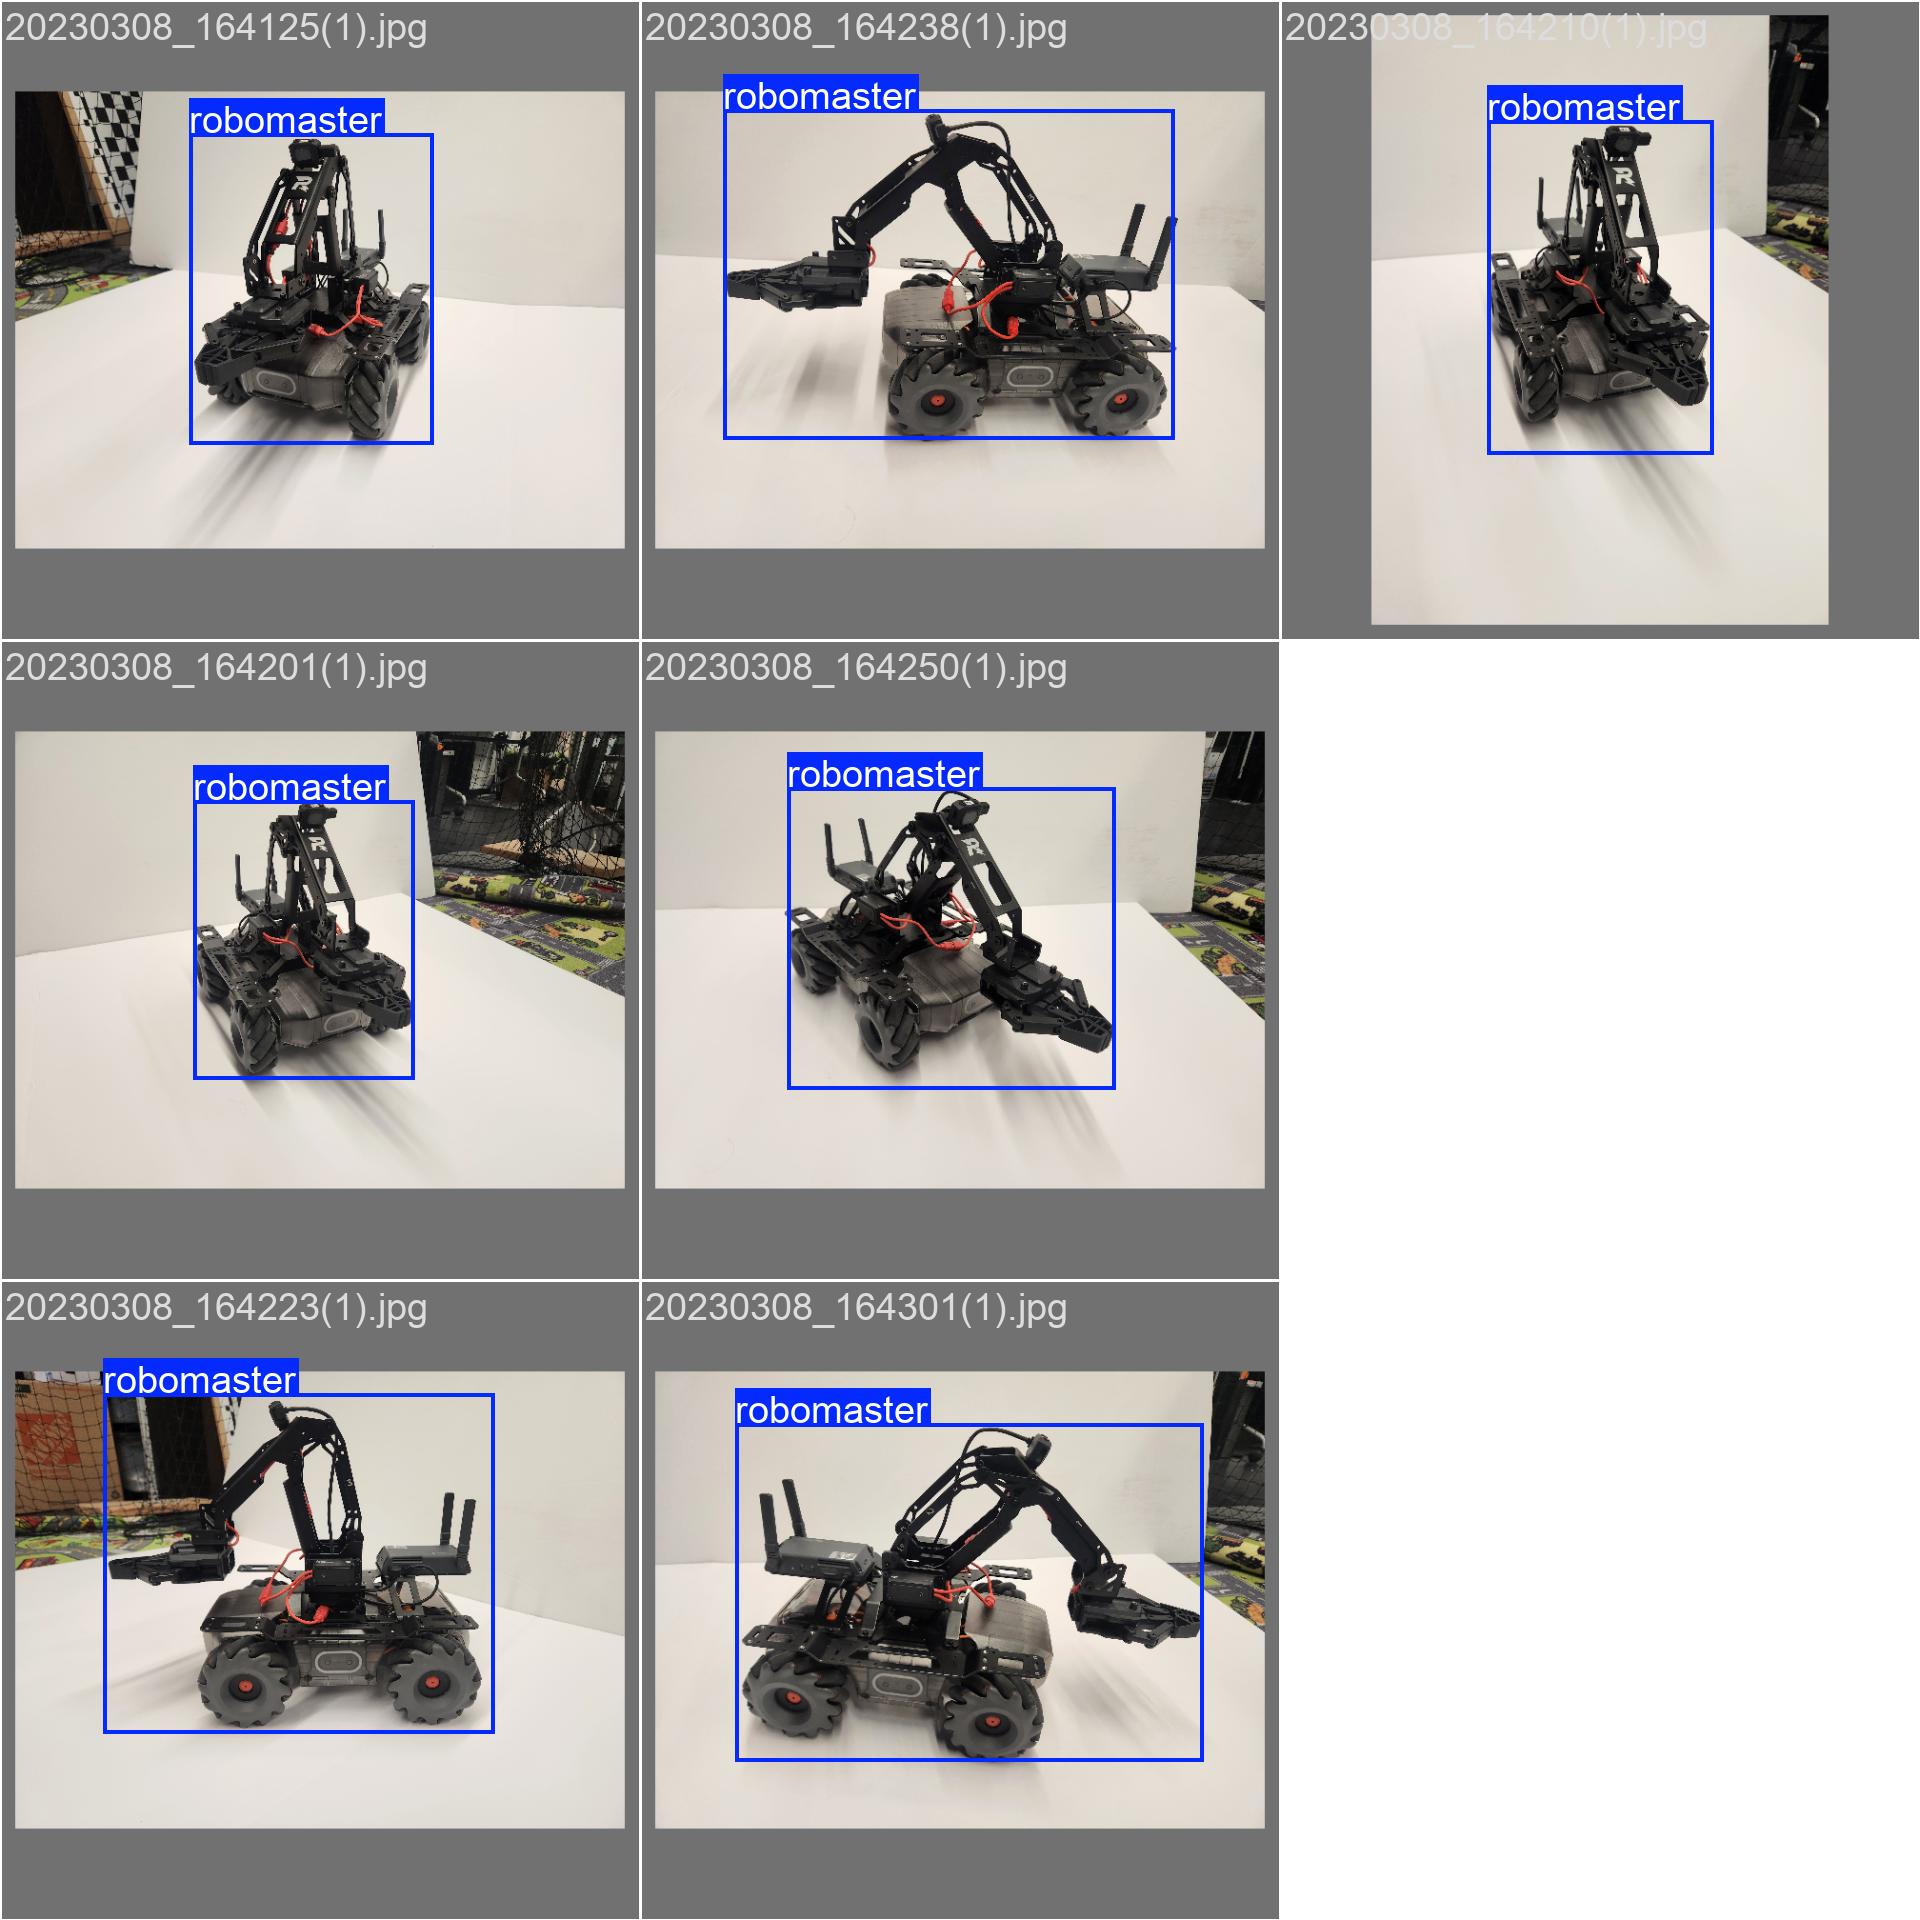 20230308_164125(1).jpg
robomaster
20230308_164238(1).jpg
robomaster
20230308_164210(1).jpg
robomaster
R
20230308_164201(1).jpg
robomaster
R
20230308_164250(1).jpg
robomaster
R
20230308_164223(1).jpg
robomaster
20230308_164301(1).jpg
robomaster